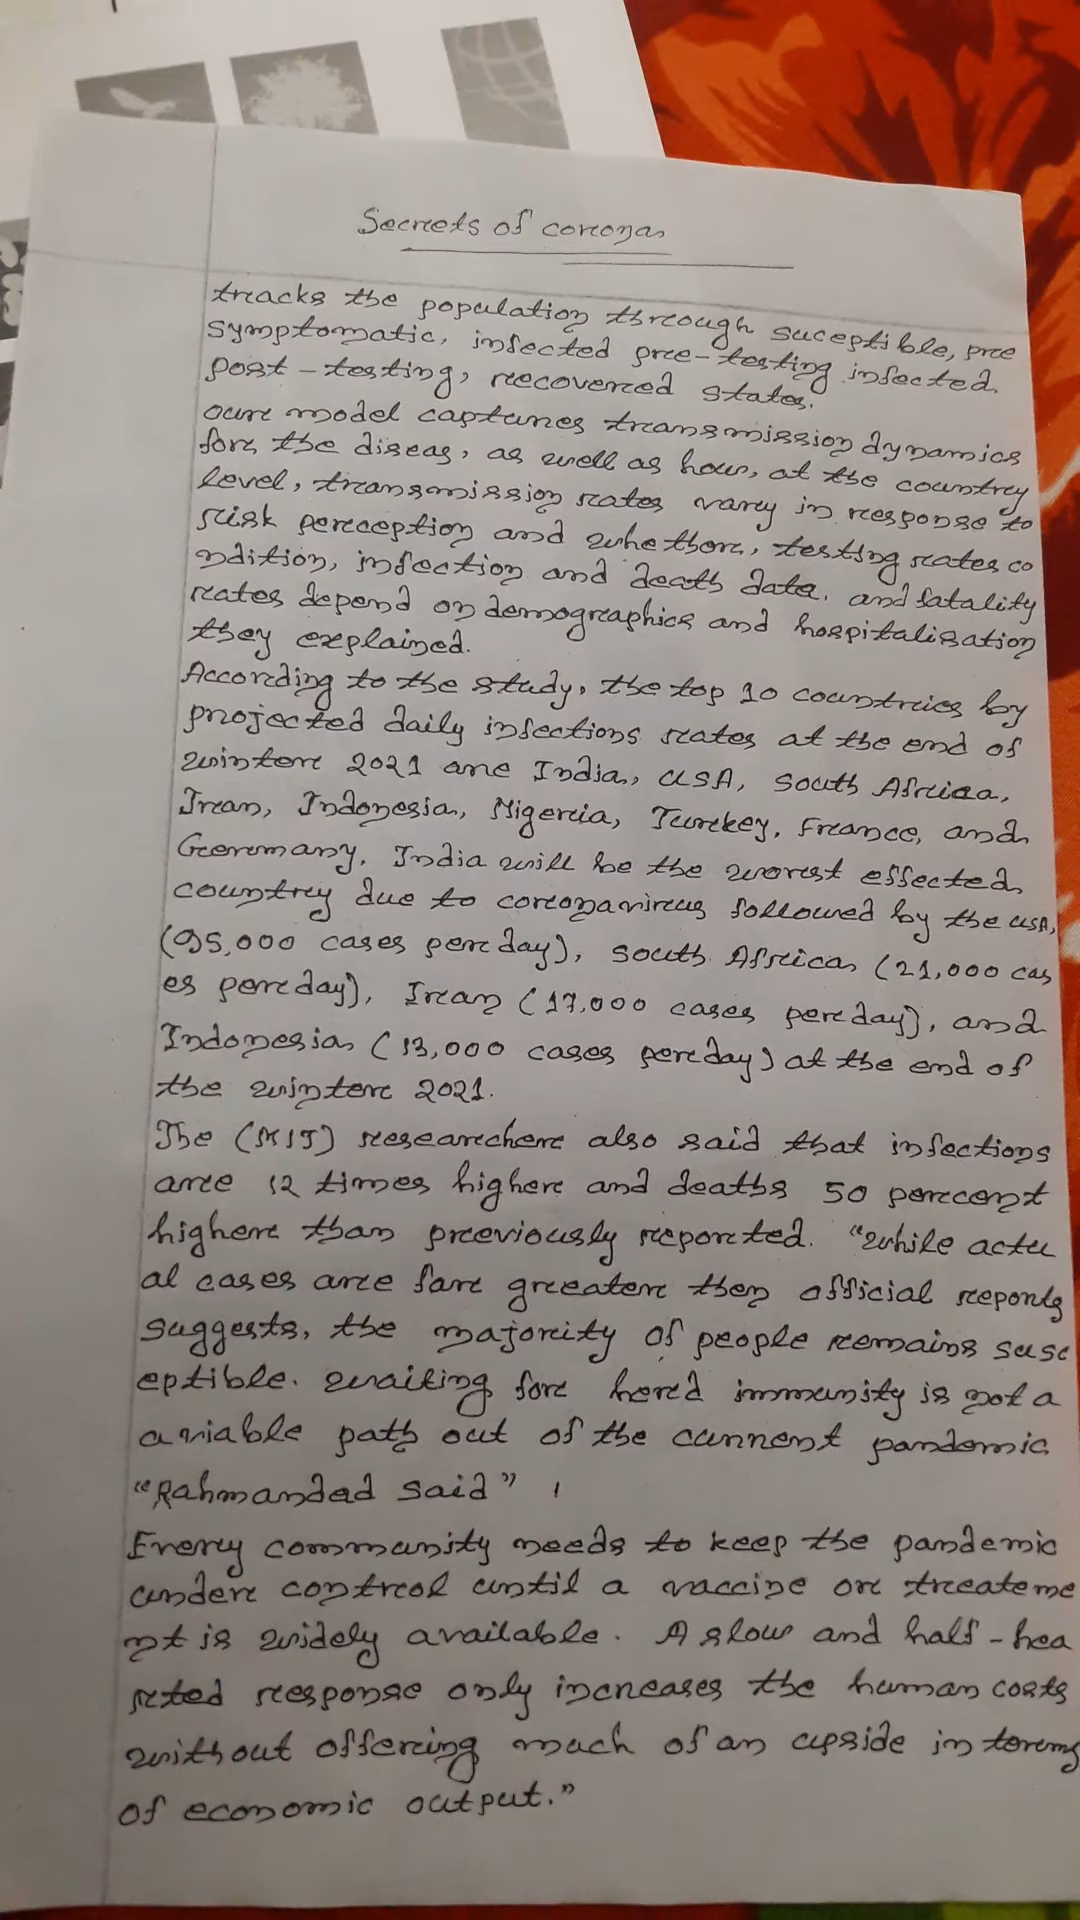 Secrets of corona
tracks the population through suceptible, pre
symptomatic, infected pre-testing infected
post-testing, recovered states.
our model captures transmission dynamics
for the diseas, as well as how, at the country
level, transmission rates vary in response to
risk perception and whether, testing rates co
ndition, infection and death data. and fatality
rates depend on demographics and hospitalisation
they explained.
According to the study, the top 10 countries by
projected daily infections rates at the end of
winter 2021 are India, USA, South Africa,
Iran, Indonesia, Nigeria, Turkey, France, and
Geormany. India will be the worst effected
country due to coronavirus followed by the USA,
(95,000 cases per day), South Africa (21,000 cas
es per day), Iran (17,000 cases per day), and
Indonesia (13,000 cases per day) at the end of
the winter 2021.
The (MIT) researcher also said that infections
are 12 times higher and deaths 50 percent
higher than previously reported. "while actu
al cases are far greater then official reports
suggests, the majority of people remains susc
eptible. waiting for herd immunity is not a
a viable path out of the current pandemic
"Rahmandad said" 1
Every community needs to keep the pandemic
under control until a vaccine or treateme
nt is widely available. A slow and half-hea
rted response only increases the human costs
without offering much of an upside in terms
of economic output."